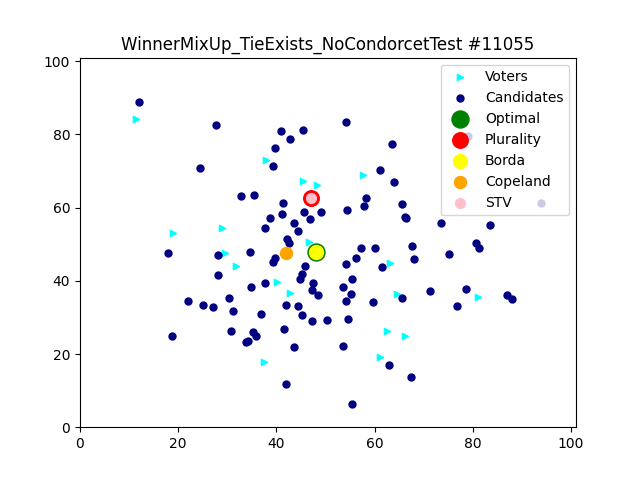 WinnerMixUp_TieExists_NoCondorcetTest #11055
100
80
60
40
20
0
0
20
40
60
80
100
Voters
Candidates
Optimal
Plurality
Borda
Copeland
STV